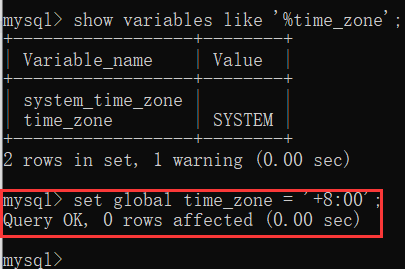 mysql> show variables like '%time_zone';
+------------------+--------+
| Variable_name | Value |
+------------------+--------+
| system_time_zone | |
| time_zone | SYSTEM |
+------------------+--------+
2 rows in set, 1 warning (0.00 sec)
mysql> set global time_zone = '+8:00';
Query OK, 0 rows affected (0.00 sec)
mysql>